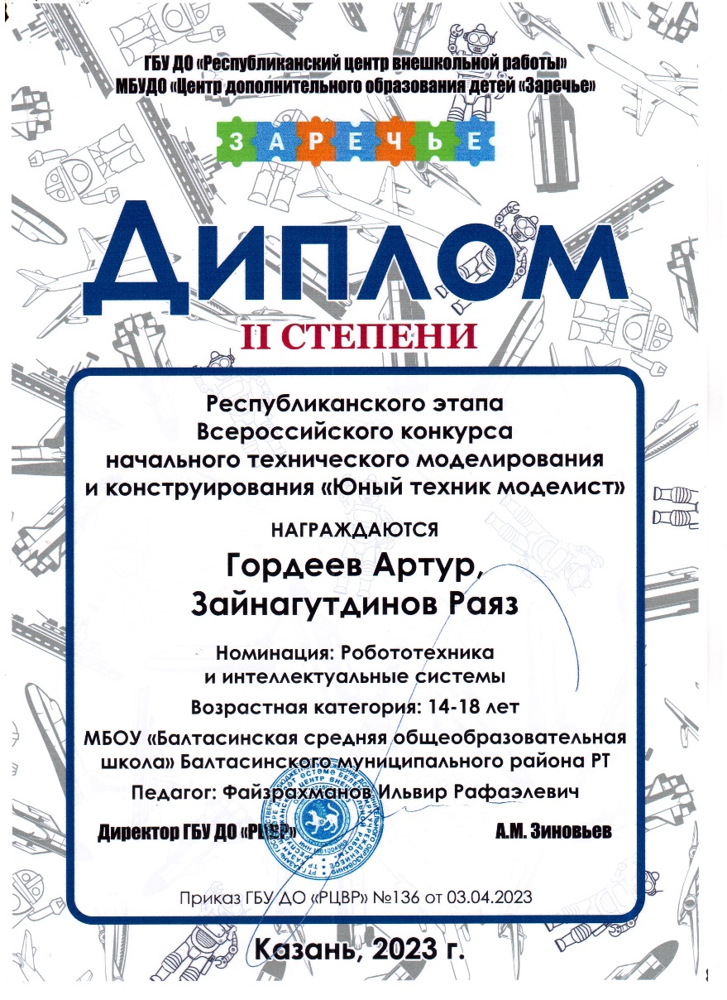 ГБУ ДО «Республиканский центр внешкольной работы»
МБУДО «Центр дополнительного образования детей «Заречье»
ЗАРЕЧЬЕ
Диплом
II СТЕПЕНИ
Республиканского этапа
Всероссийского конкурса
начального технического моделирования
и конструирования «Юный техник моделист»
НАГРАЖДАЮТСЯ
Гордеев Артур,
Зайнагутдинов Раяз
Номинация: Робототехника
и интеллектуальные системы
Возрастная категория: 14-18 лет
МБОУ «Балтасинская средняя общеобразовательная
школа» Балтасинского муниципального района РТ
Педагог: Файзрахманов Ильвир Рафаэлевич
Директор ГБУ ДО «РЦВР» А.М. Зиновьев
Приказ ГБУ ДО «РЦВР» №136 от 03.04.2023
Казань, 2023 г.